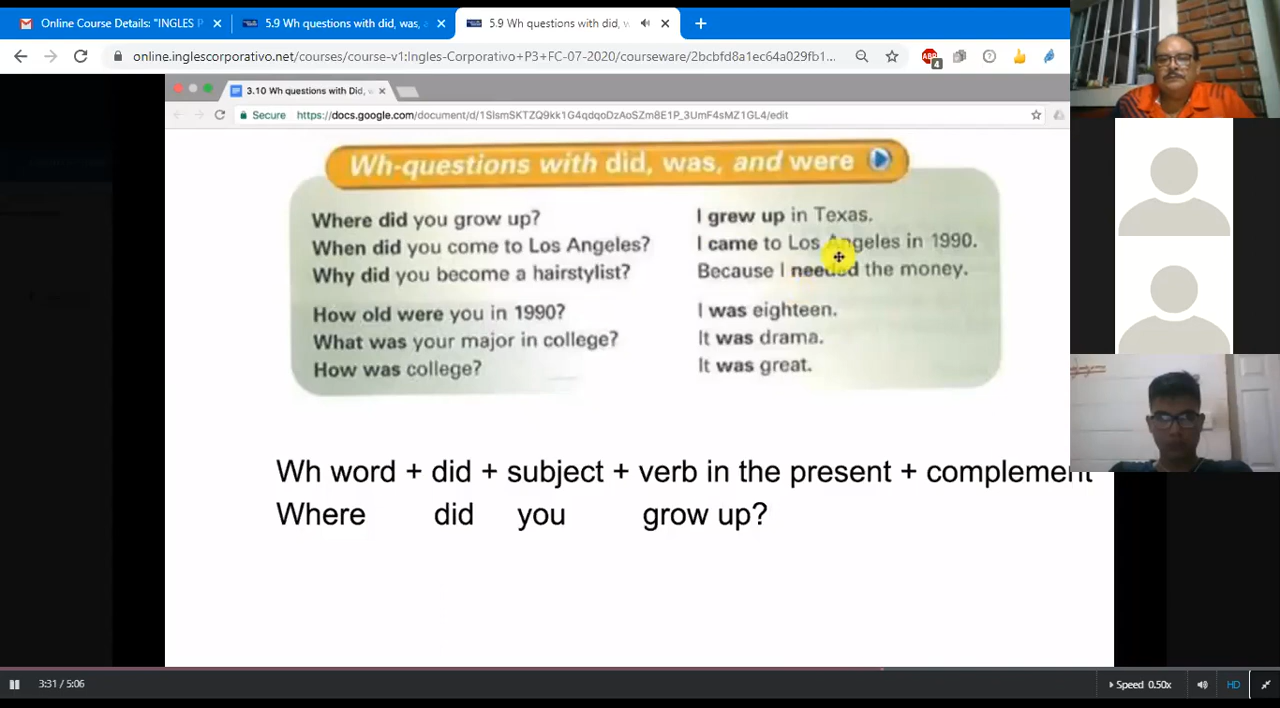 Online Course Details: "INGLES P
5.9 Wh questions with did, was,
5.9 Wh questions with did, v
online.inglescorporativo.net/courses/course-v1:Ingles-Corporativo+P3+FC-07-2020/courseware/2bcbfd8a1ec64a029fb1...
ABP
4
3.10 Wh questions with Did,
Secure https://docs.google.com/document/d/1SlsmSKTZQ9kk1G4qdqoDzAoSZm8E1P_3UmF4sMZ1GL4/edit
Wh-questions with did, was, and were
Where did you grow up? I grew up in Texas.
When did you come to Los Angeles? I came to Los Angeles in 1990.
Why did you become a hairstylist? Because I needed the money.
How old were you in 1990? I was eighteen.
What was your major in college? It was drama.
How was college? It was great.
Wh word + did + subject + verb in the present + complement
Where did you grow up?
3:31 / 5:06
Speed 0.50x
HD